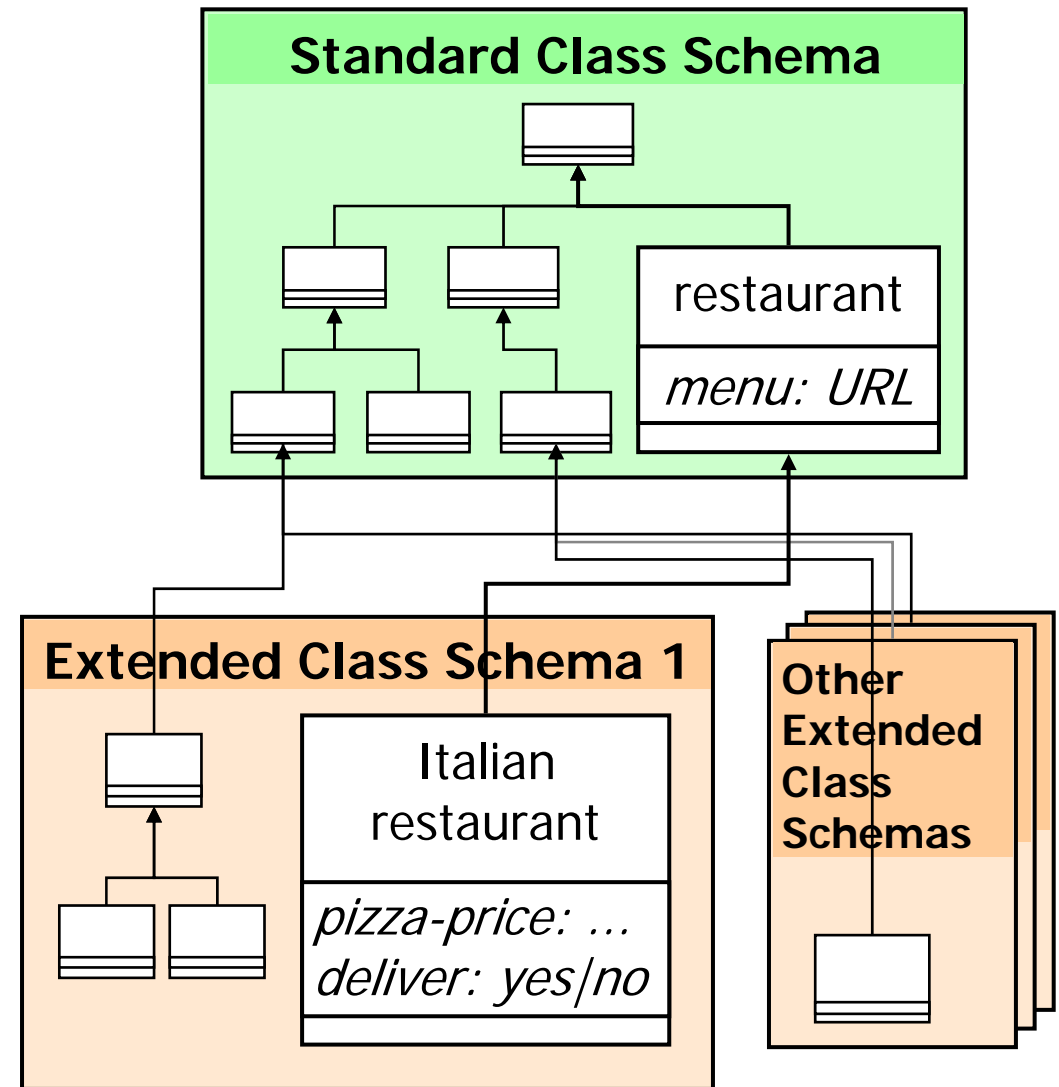 Standard Class Schema
restaurant
menu: URL
Extended Class Schema 1
Italian
restaurant
pizza-price: ...
deliver: yes/no
Other
Extended
Class
Schemas